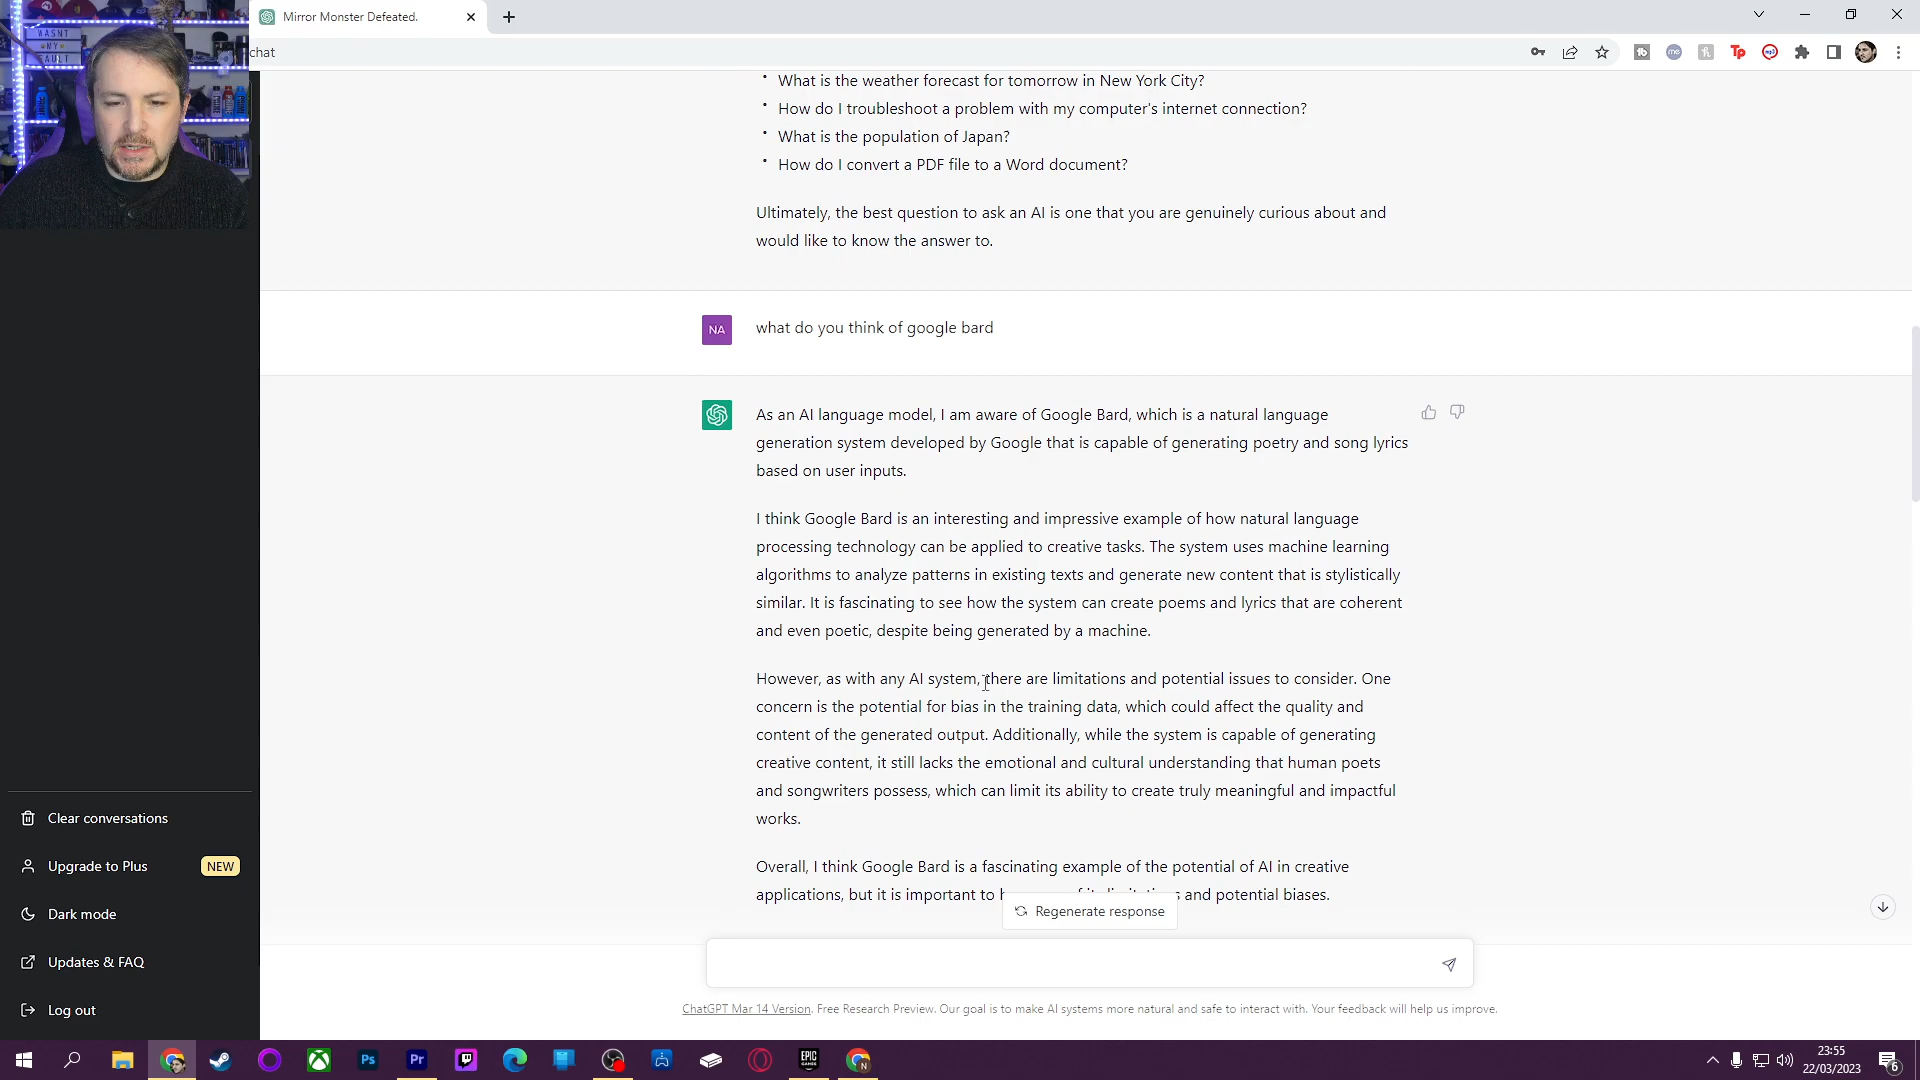 WASNT
MY
FAULT
Mirror Monster Defeated.
chat
What is the weather forecast for tomorrow in New York City?
How do I troubleshoot a problem with my computer's internet connection?
What is the population of Japan?
How do I convert a PDF file to a Word document?
Ultimately, the best question to ask an AI is one that you are genuinely curious about and
would like to know the answer to.
NA
what do you think of google bard
As an AI language model, I am aware of Google Bard, which is a natural language
generation system developed by Google that is capable of generating poetry and song lyrics
based on user inputs.
I think Google Bard is an interesting and impressive example of how natural language
processing technology can be applied to creative tasks. The system uses machine learning
algorithms to analyze patterns in existing texts and generate new content that is stylistically
similar. It is fascinating to see how the system can create poems and lyrics that are coherent
and even poetic, despite being generated by a machine.
However, as with any AI system, there are limitations and potential issues to consider. One
concern is the potential for bias in the training data, which could affect the quality and
content of the generated output. Additionally, while the system is capable of generating
creative content, it still lacks the emotional and cultural understanding that human poets
and songwriters possess, which can limit its ability to create truly meaningful and impactful
works.
Overall, I think Google Bard is a fascinating example of the potential of AI in creative
applications, but it is important to and potential biases.
Regenerate response
Clear conversations
Upgrade to Plus NEW
Dark mode
Updates & FAQ
Log out
ChatGPT Mar 14 Version. Free Research Preview. Our goal is to make AI systems more natural and safe to interact with. Your feedback will help us improve.
Ps
Pr
EPIC
GAMES
N
23:55
22/03/2023
6